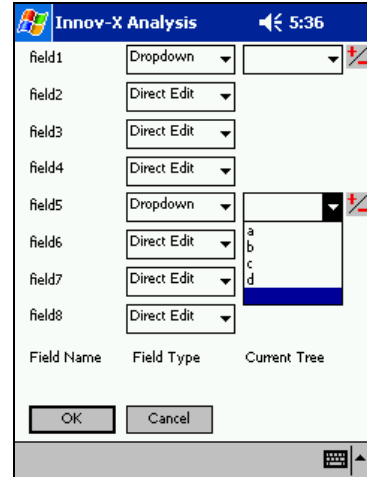 Innov-X Analysis 5:36
field1 Dropdown
field2 Direct Edit
field3 Direct Edit
field4 Direct Edit
field5 Dropdown
a
b
field6 Direct Edit
c
d
field7 Direct Edit
field8 Direct Edit
Field Name Field Type Current Tree
OK Cancel